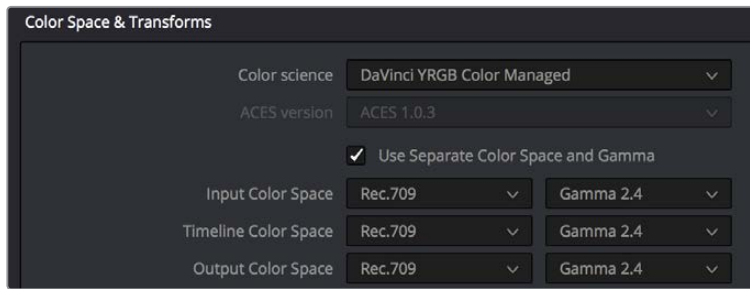 Color Space & Transforms
Color science DaVinci YRGB Color Managed
ACES version ACES 1.0.3
Use Separate Color Space and Gamma
Input Color Space Rec.709 Gamma 2.4
Timeline Color Space Rec.709 Gamma 2.4
Output Color Space Rec.709 Gamma 2.4